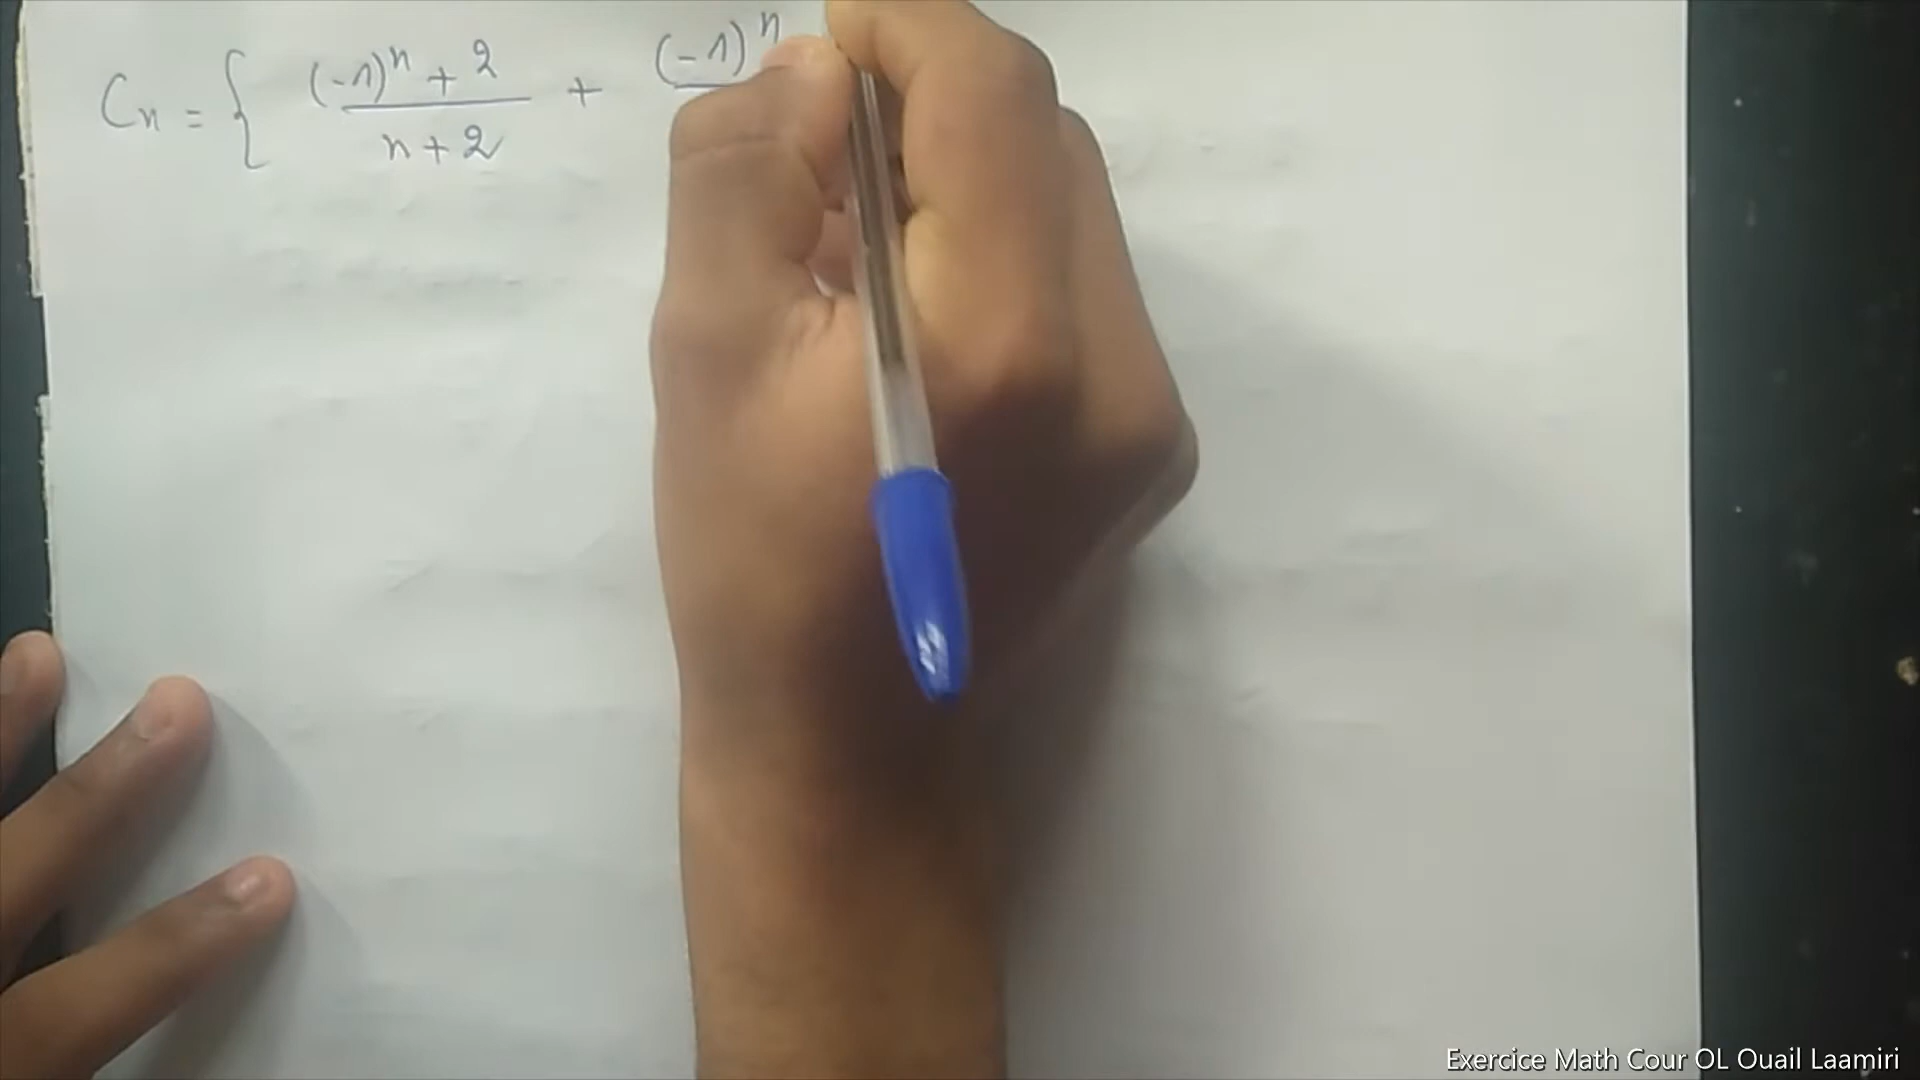 Cn = { (-1)^n + 2 / n + 2 + (-1)^n
Exercice Math Cour OL Ouail Laamiri